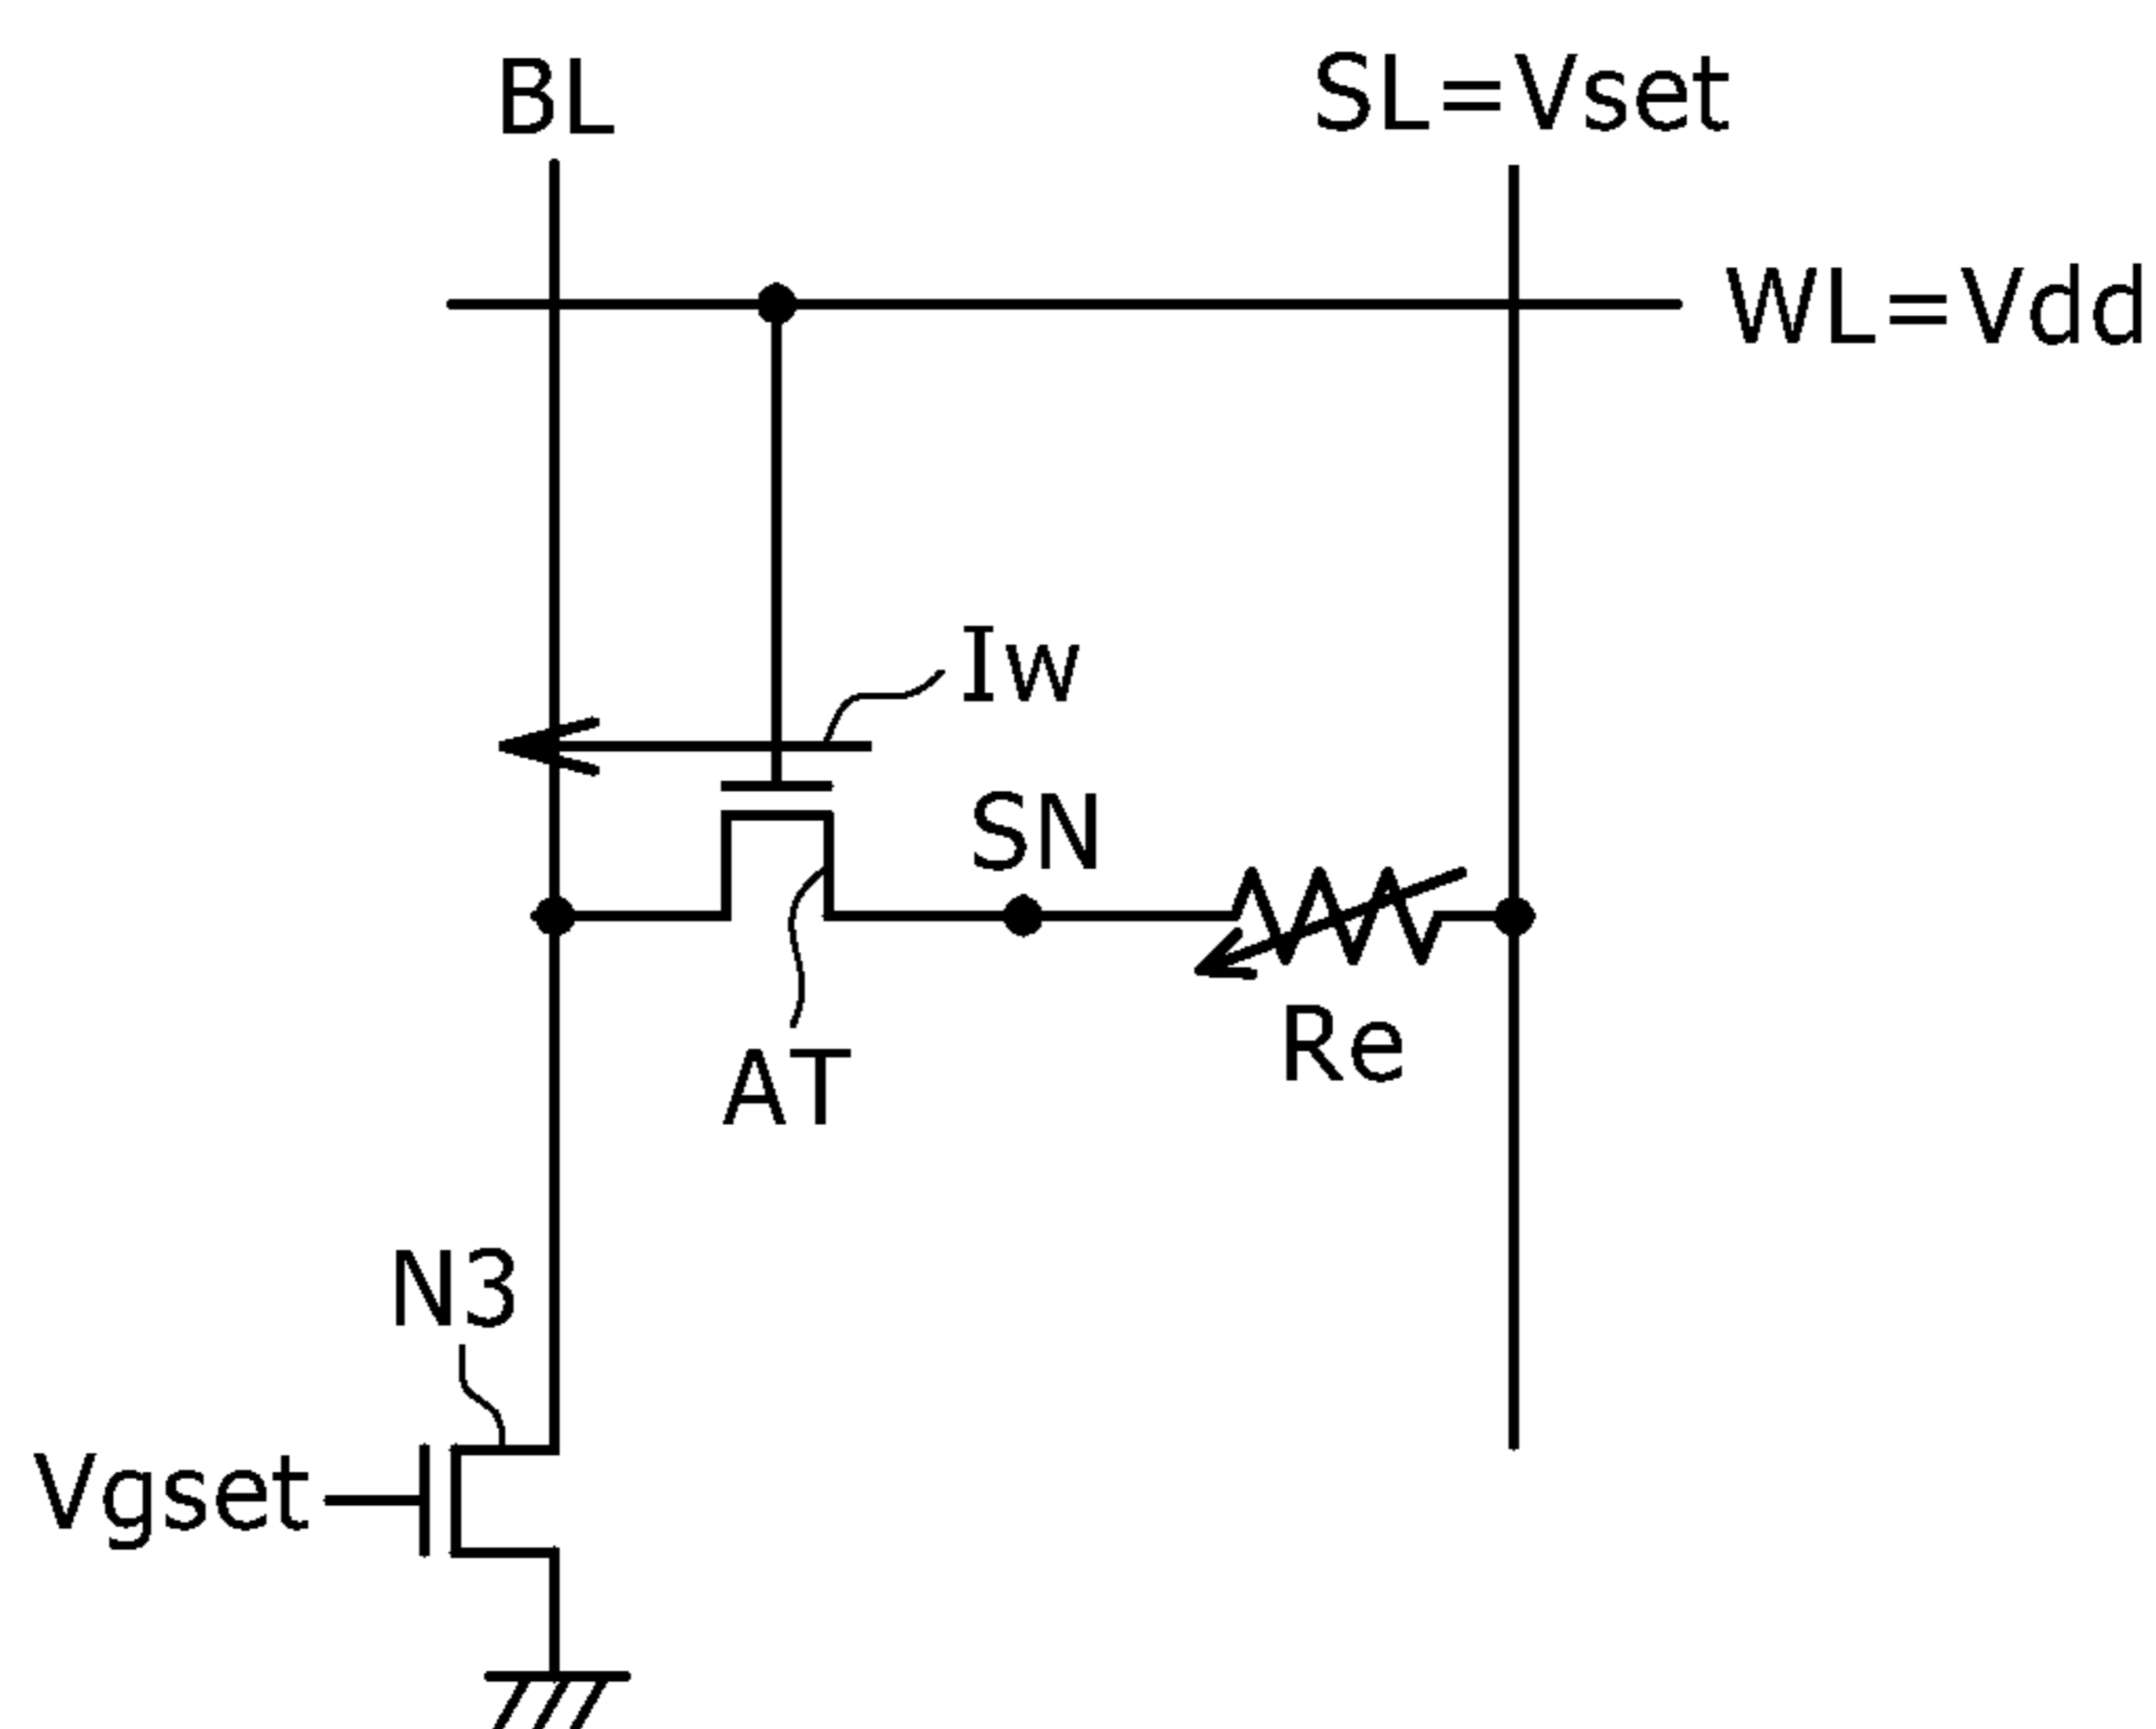 BL
SL=Vset
WL=Vdd
Iw
SN
Re
AT
N3
Vgset